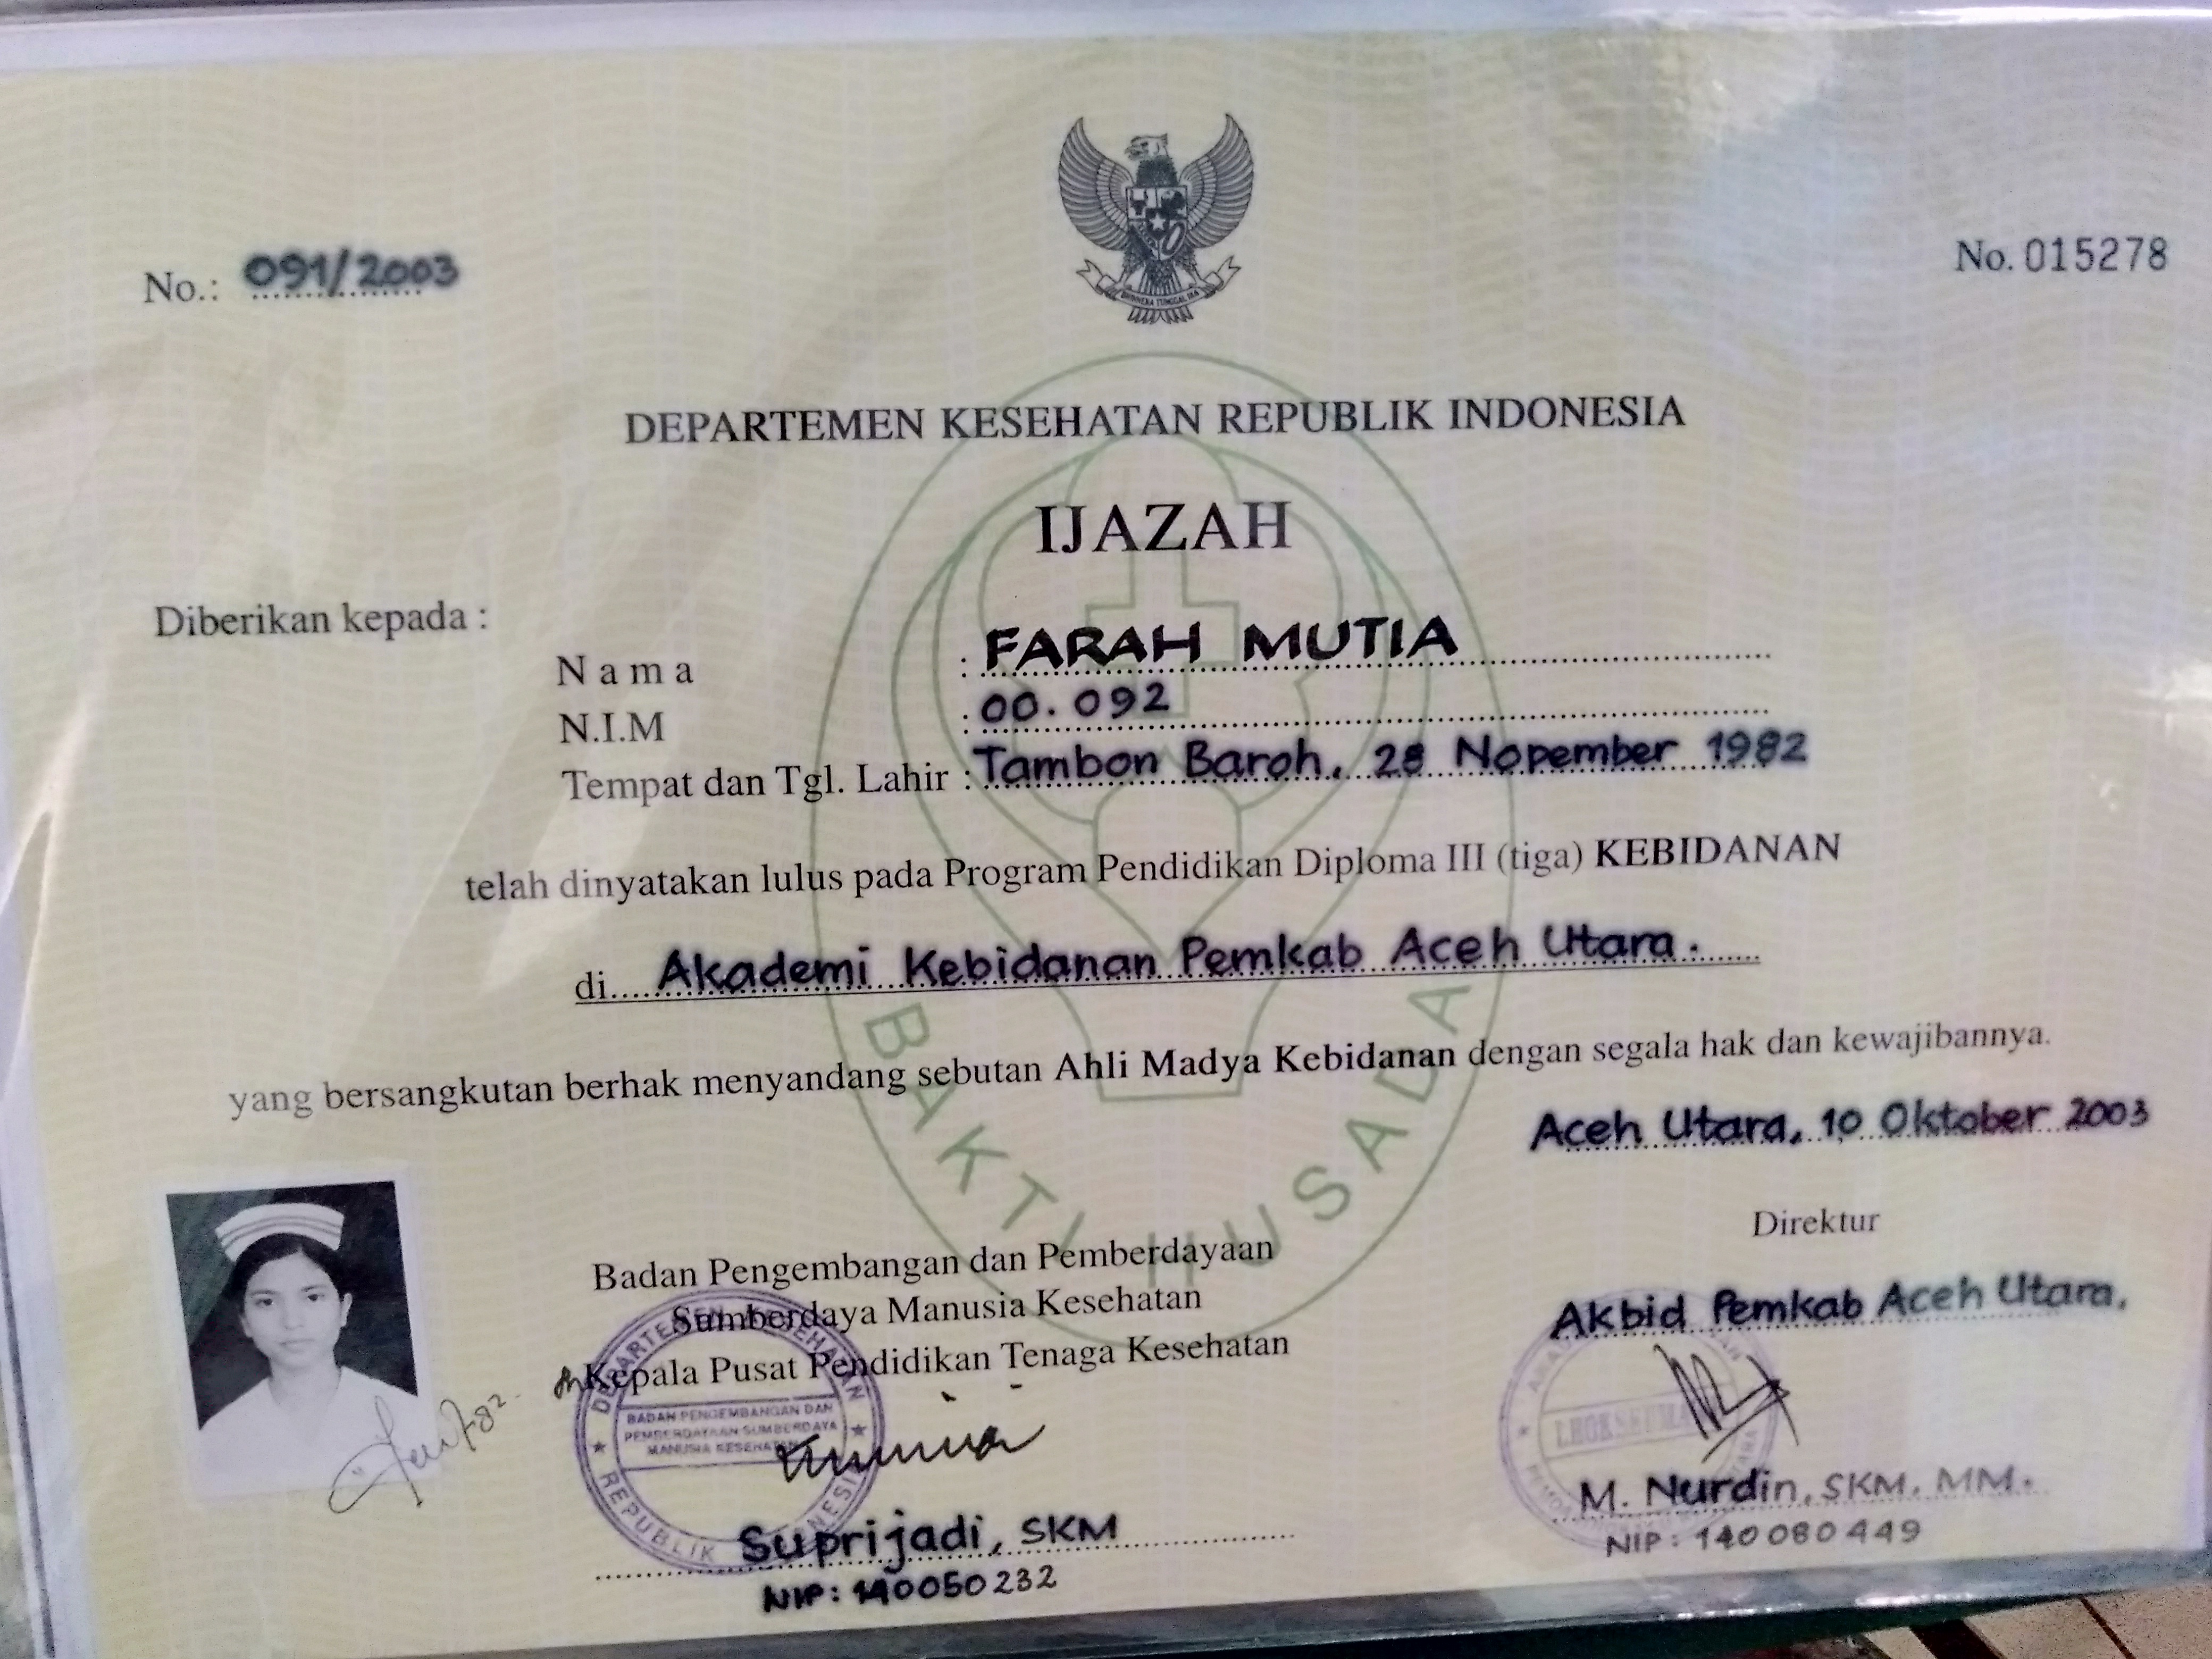 No.: 091/2003
No. 015278
BHINNEKA TUNGGAL IKA
DEPARTEMEN KESEHATAN REPUBLIK INDONESIA
IJAZAH
Diberikan kepada :
Nama : FARAH MUTIA
N.I.M : 00.092
Tempat dan Tgl. Lahir : Tambon Baroh, 28 Nopember 1982
telah dinyatakan lulus pada Program Pendidikan Diploma III (tiga) KEBIDANAN
di.... Akademi Kebidanan Pemkab Aceh Utara.
yang bersangkutan berhak menyandang sebutan Ahli Madya Kebidanan dengan segala hak dan kewajibannya.
BAKTI HUSADA
Aceh Utara, 10 Oktober 2003
Badan Pengembangan dan Pemberdayaan
Sumberdaya Manusia Kesehatan
Kepala Pusat Pendidikan Tenaga Kesehatan
DEPARTEMEN KESEHATAN
BADAN PENGEMBANGAN DAN
PEMBERDAYAAN SUMBERDAYA
MANUSIA KESEHATAN
REPUBLIK INDONESIA
Suprijadi, SKM
NIP: 140050232
Direktur
Akbid Pemkab Aceh Utara,
M. Nurdin, SKM. MM.
NIP: 140080449